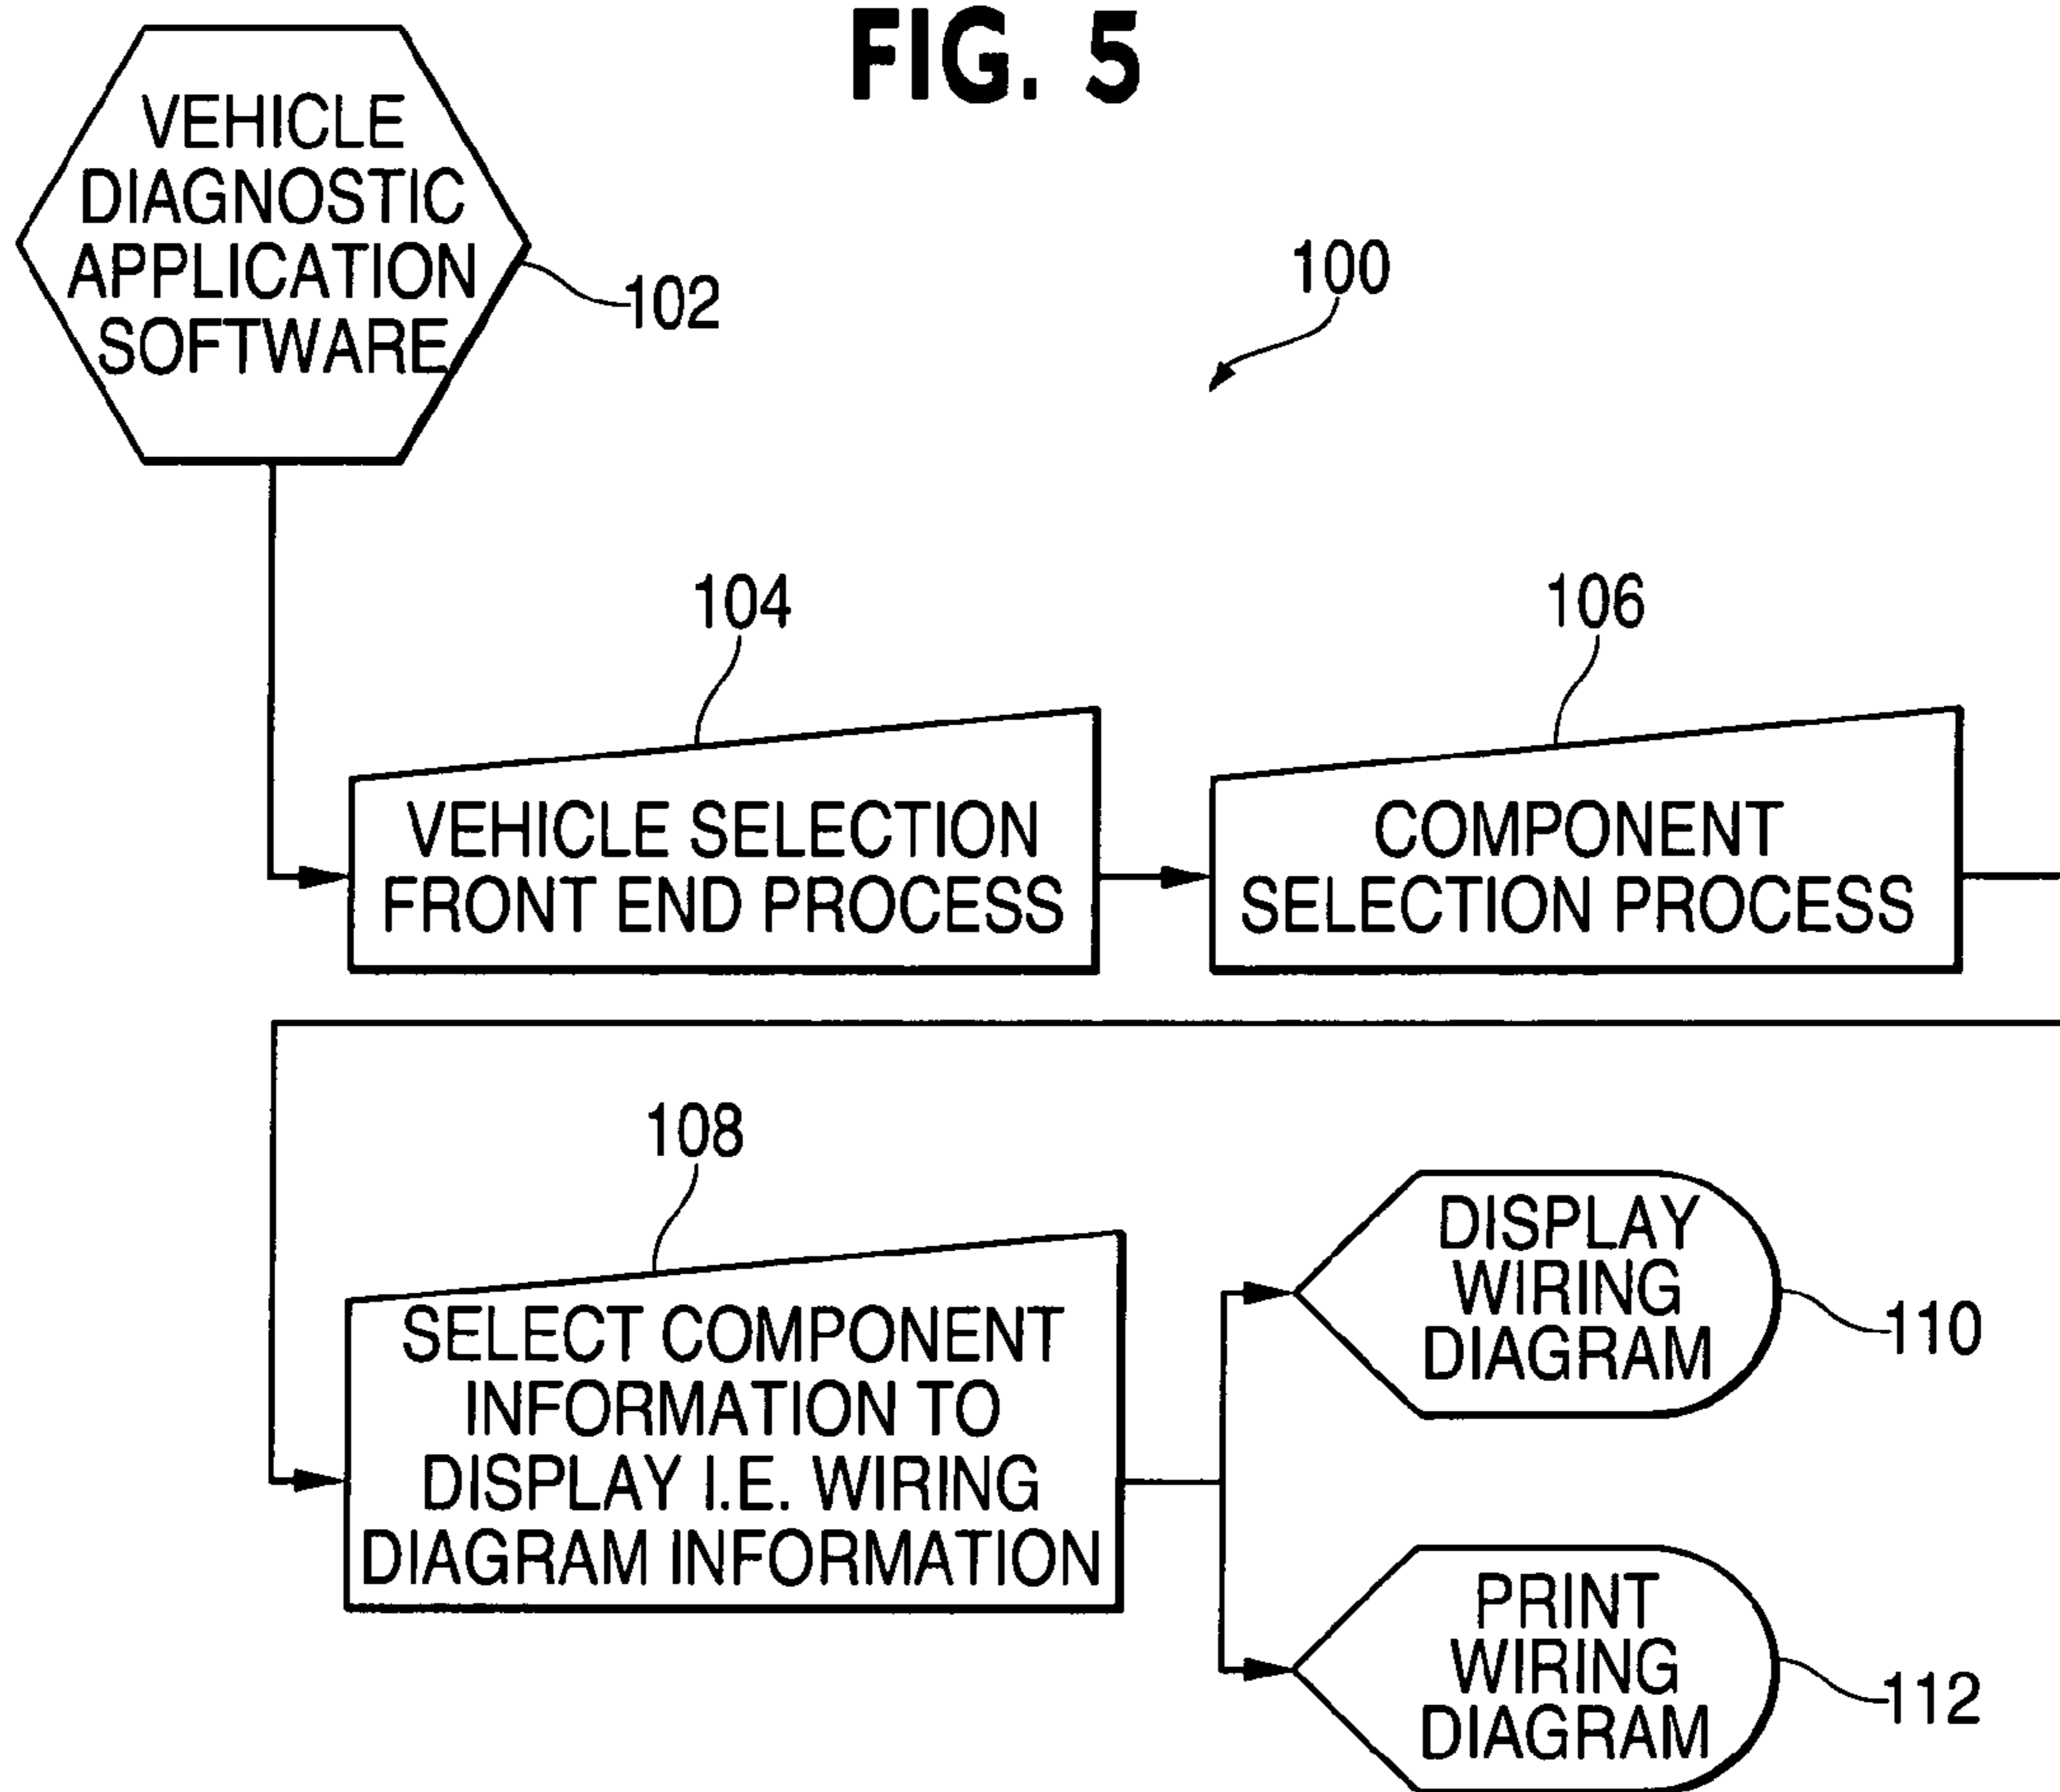 FIG. 5
VEHICLE
DIAGNOSTIC
APPLICATION
SOFTWARE
102
100
104
106
VEHICLE SELECTION
FRONT END PROCESS
COMPONENT
SELECTION PROCESS
108
SELECT COMPONENT
INFORMATION TO
DISPLAY I.E. WIRING
DIAGRAM INFORMATION
DISPLAY
WIRING
DIAGRAM
110
PRINT
WIRING
DIAGRAM
112